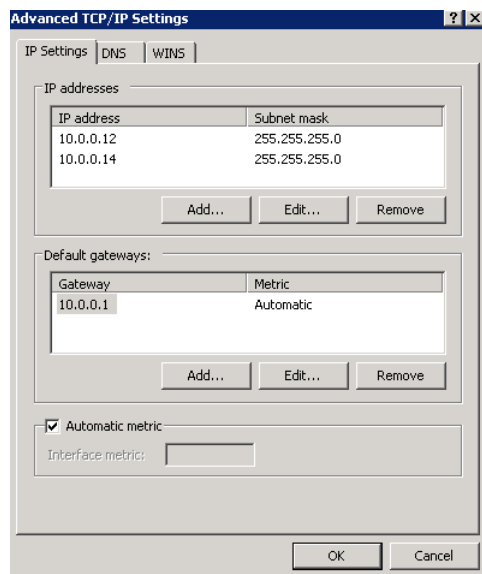 Advanced TCP/IP Settings
IP Settings DNS WINS
IP addresses
IP address Subnet mask
10.0.0.12 255.255.255.0
10.0.0.14 255.255.255.0
Add... Edit... Remove
Default gateways:
Gateway Metric
10.0.0.1 Automatic
Add... Edit... Remove
Automatic metric
Interface metric:
OK Cancel